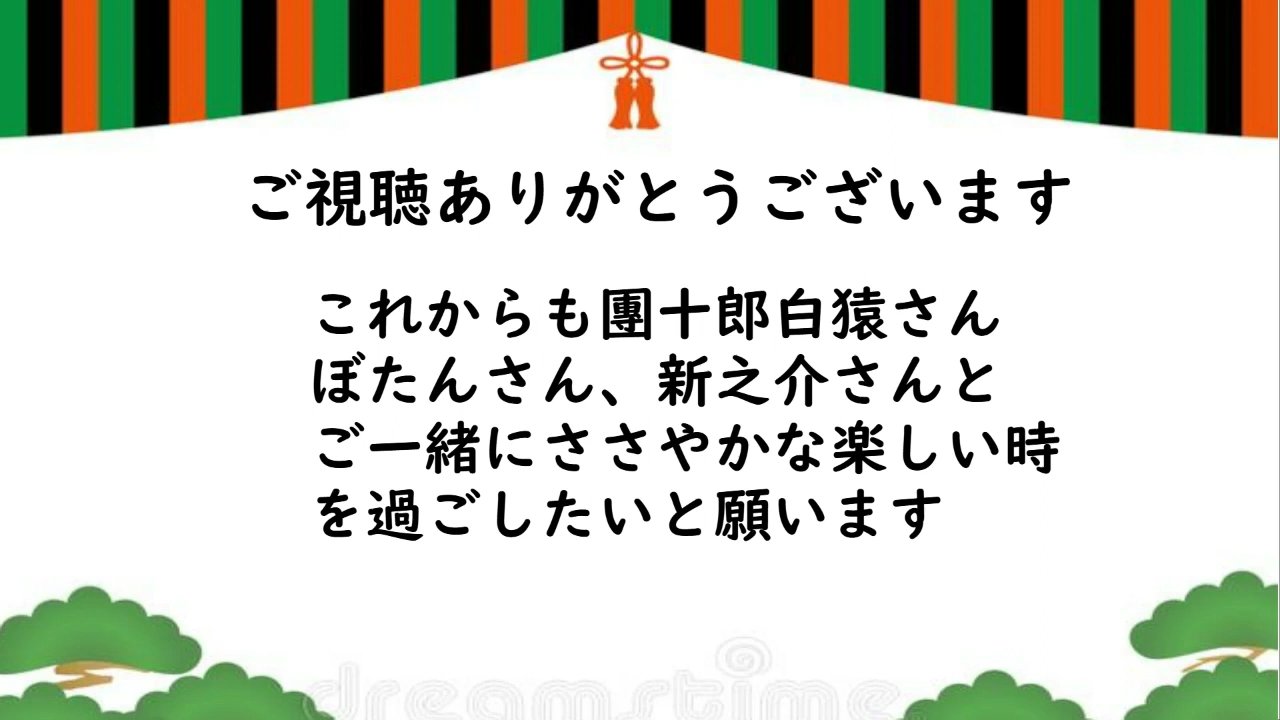 ご視聴ありがとうございます
これからも團十郎白猿さん
ぼたんさん、新之介さんと
ご一緒にささやかな楽しい時
を過ごしたいと願います
dreamstime